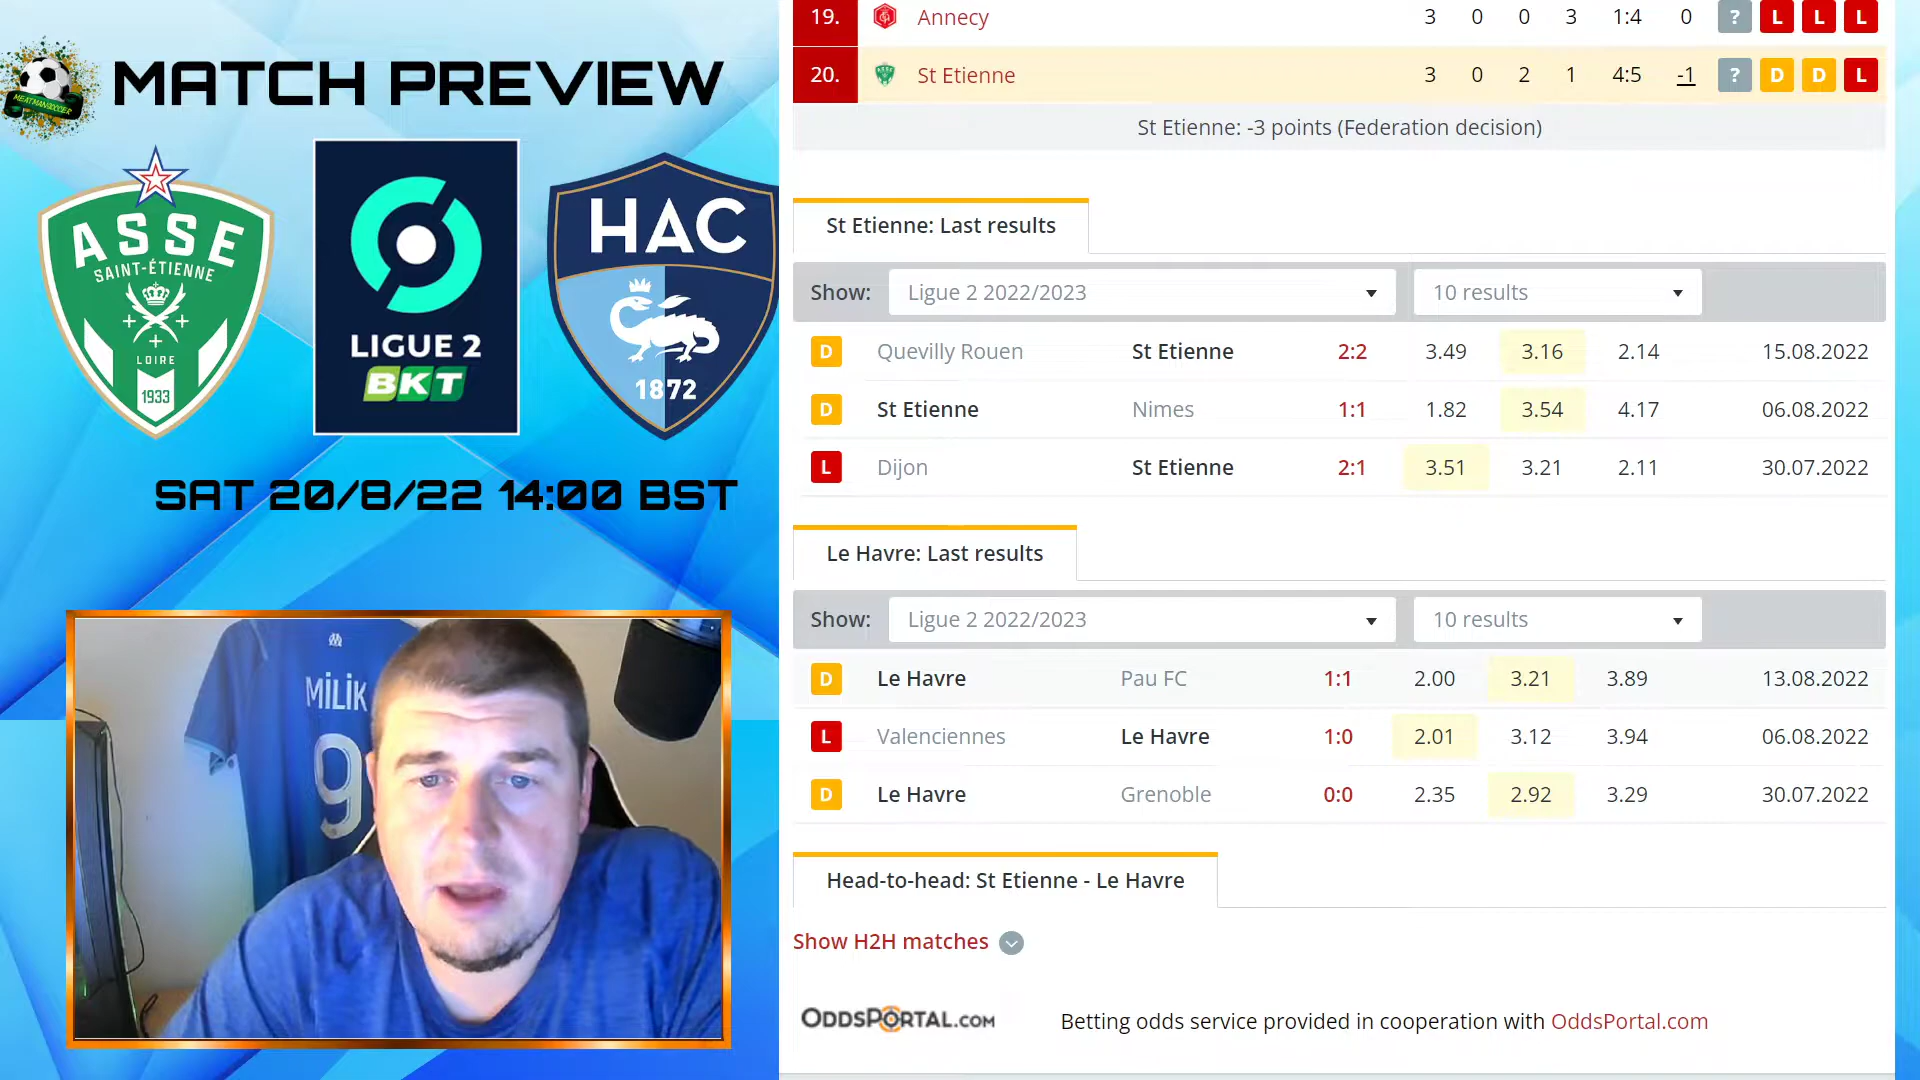 MEATMANSOCCER
MATCH PREVIEW
ASSE
SAINT-ÉTIENNE
LOIRE
1933
LIGUE 2
BKT
HAC
1872
SAT 20/8/22 14:00 BST
MILIK
9
19. Annecy 3 0 0 3 1:4 0 ? L L L
20. St Etienne 3 0 2 1 4:5 -1 ? D D L
St Etienne: -3 points (Federation decision)
St Etienne: Last results
Show: Ligue 2 2022/2023 10 results
D Quevilly Rouen St Etienne 2:2 3.49 3.16 2.14 15.08.2022
D St Etienne Nimes 1:1 1.82 3.54 4.17 06.08.2022
L Dijon St Etienne 2:1 3.51 3.21 2.11 30.07.2022
Le Havre: Last results
Show: Ligue 2 2022/2023 10 results
D Le Havre Pau FC 1:1 2.00 3.21 3.89 13.08.2022
L Valenciennes Le Havre 1:0 2.01 3.12 3.94 06.08.2022
D Le Havre Grenoble 0:0 2.35 2.92 3.29 30.07.2022
Head-to-head: St Etienne - Le Havre
Show H2H matches
ODDSPORTAL.COM Betting odds service provided in cooperation with OddsPortal.com